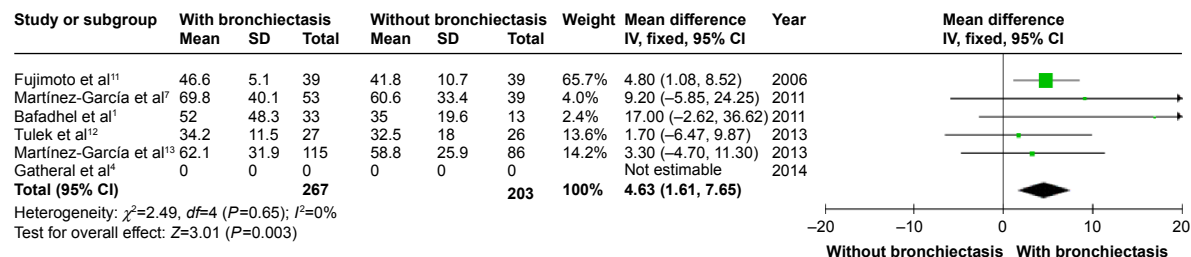 Study or subgroup With bronchiectasis Without bronchiectasis Weight Mean difference Year Mean difference
Mean SD Total Mean SD Total IV, fixed, 95% CI IV, fixed, 95% CI
Fujimoto et al¹¹ 46.6 5.1 39 41.8 10.7 39 65.7% 4.80 (1.08, 8.52) 2006
Martínez-García et al⁷ 69.8 40.1 53 60.6 33.4 39 4.0% 9.20 (–5.85, 24.25) 2011
Bafadhel et al¹ 52 48.3 33 35 19.6 13 2.4% 17.00 (–2.62, 36.62) 2011
Tulek et al¹² 34.2 11.5 27 32.5 18 26 13.6% 1.70 (–6.47, 9.87) 2013
Martínez-García et al¹³ 62.1 31.9 115 58.8 25.9 86 14.2% 3.30 (–4.70, 11.30) 2013
Gatheral et al⁴ 0 0 0 0 0 0 Not estimable 2014
Total (95% CI) 267 203 100% 4.63 (1.61, 7.65)
Heterogeneity: χ²=2.49, df=4 (P=0.65); I²=0%
Test for overall effect: Z=3.01 (P=0.003)
–20 –10 0 10 20
Without bronchiectasis With bronchiectasis